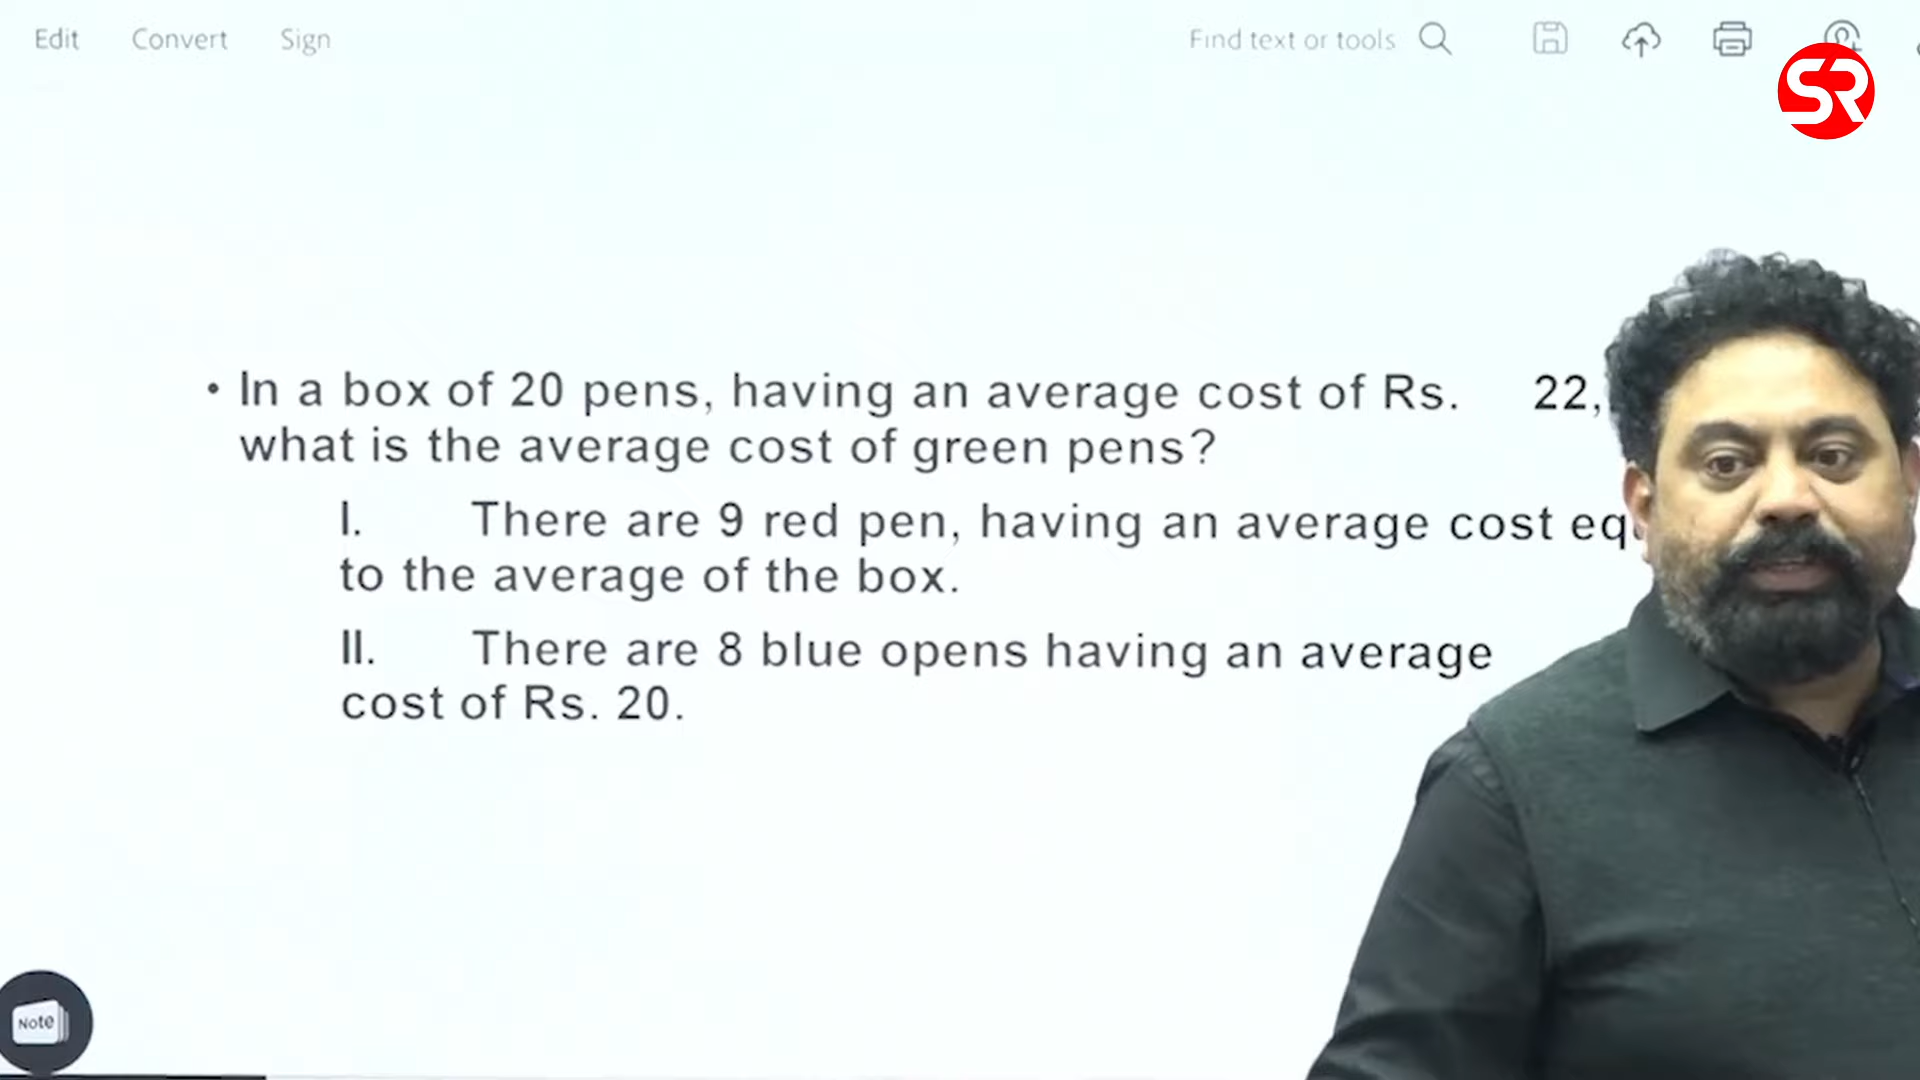 Edit Convert Sign Find text or tools
SR
• In a box of 20 pens, having an average cost of Rs. 22,
what is the average cost of green pens?
I. There are 9 red pen, having an average cost eq
to the average of the box.
II. There are 8 blue opens having an average
cost of Rs. 20.
Note